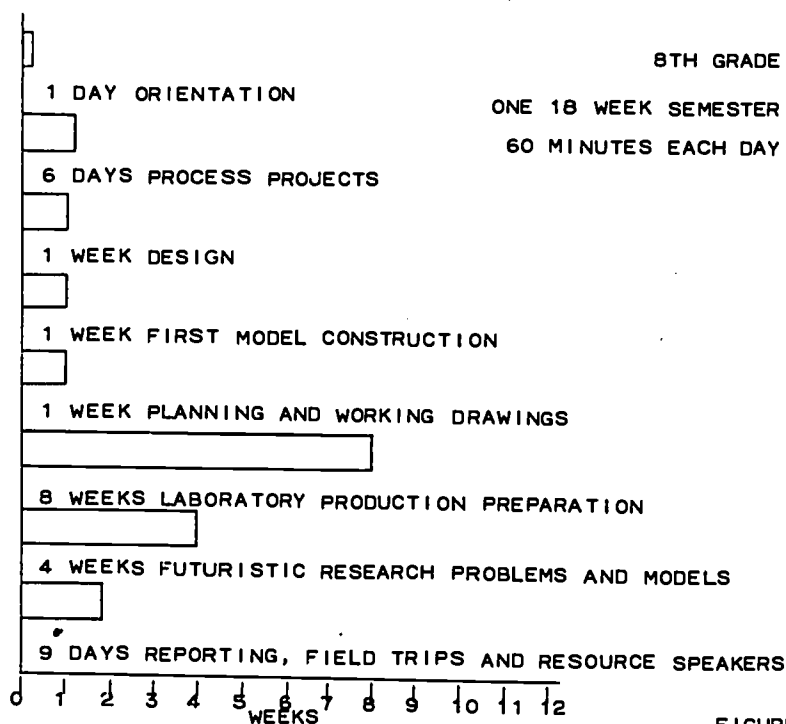 8TH GRADE
1 DAY ORIENTATION
ONE 18 WEEK SEMESTER
60 MINUTES EACH DAY
6 DAYS PROCESS PROJECTS
1 WEEK DESIGN
1 WEEK FIRST MODEL CONSTRUCTION
1 WEEK PLANNING AND WORKING DRAWINGS
8 WEEKS LABORATORY PRODUCTION PREPARATION
4 WEEKS FUTURISTIC RESEARCH PROBLEMS AND MODELS
9 DAYS REPORTING, FIELD TRIPS AND RESOURCE SPEAKERS
0 1 2 3 4 5 6 7 8 9 10 11 12
WEEKS